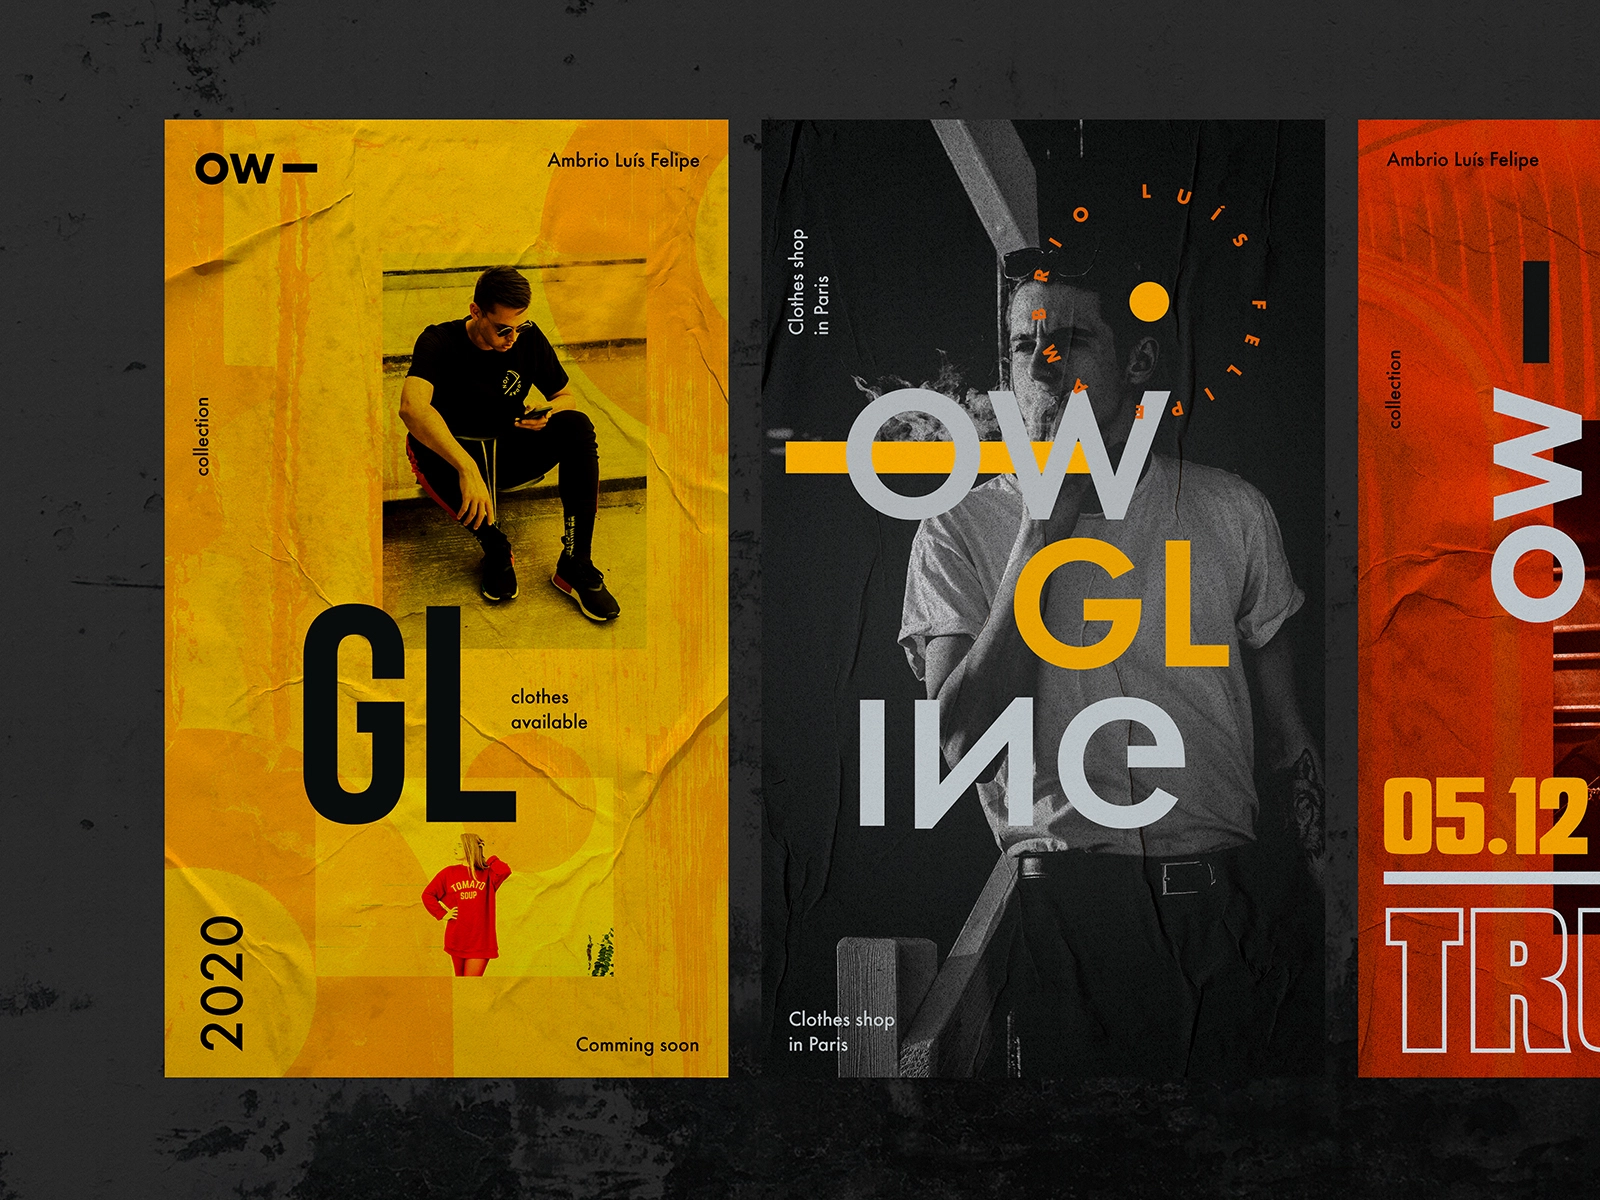 OW—
Ambrio Luís Felipe
collection
GL
clothes
available
TOMATO
SOUP
2020
Comming soon
Clothes shop
in Paris
AMBRIO LUÍS FELIPE
OW
GL
INe
Clothes shop
in Paris
Ambrio Luís Felipe
collection
OW—
05.12
TRU